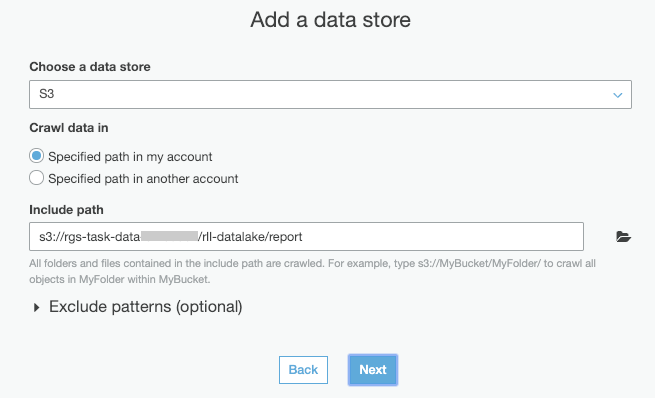 Add a data store
Choose a data store
S3
Crawl data in
Specified path in my account
Specified path in another account
Include path
s3://rgs-task-data /rll-datalake/report
All folders and files contained in the include path are crawled. For example, type s3://MyBucket/MyFolder/ to crawl all
objects in MyFolder within MyBucket.
Exclude patterns (optional)
Back Next